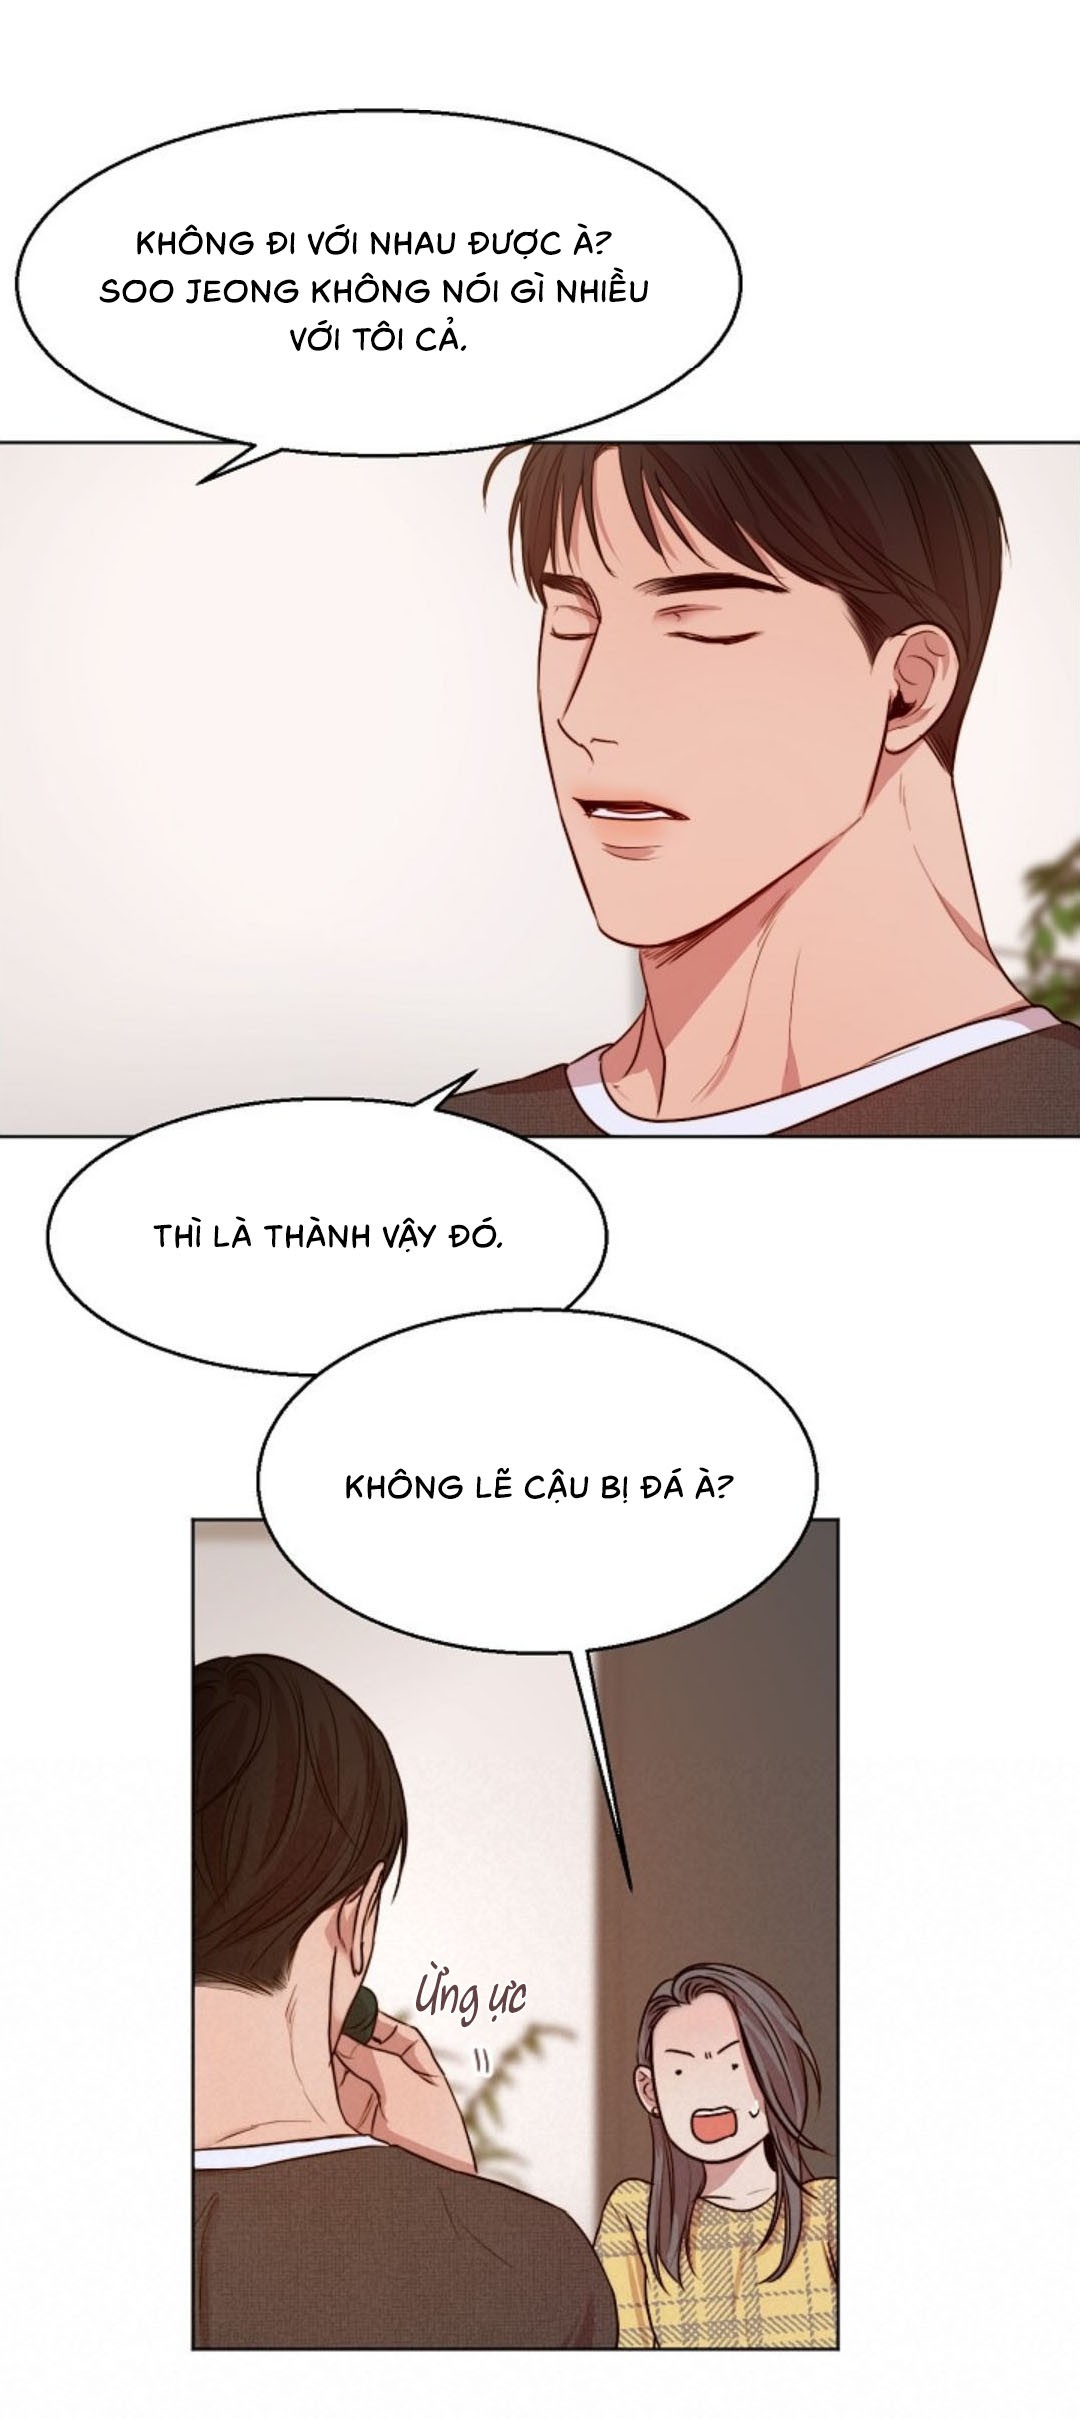 KHÔNG ĐI VỚI NHAU ĐƯỢC À?
SOO JEONG KHÔNG NÓI GÌ NHIỀU
VỚI TÔI CẢ.
THÌ LÀ THÀNH VẬY ĐÓ.
KHÔNG LẼ CẬU BỊ ĐÁ À?
Ừng ực